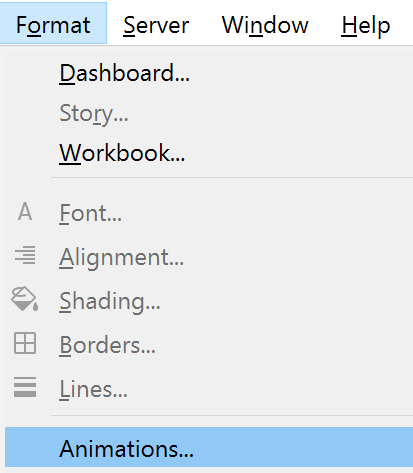 Format Server Window Help
Dashboard...
Story...
Workbook...
A Font...
Alignment...
Shading...
Borders...
Lines...
Animations...